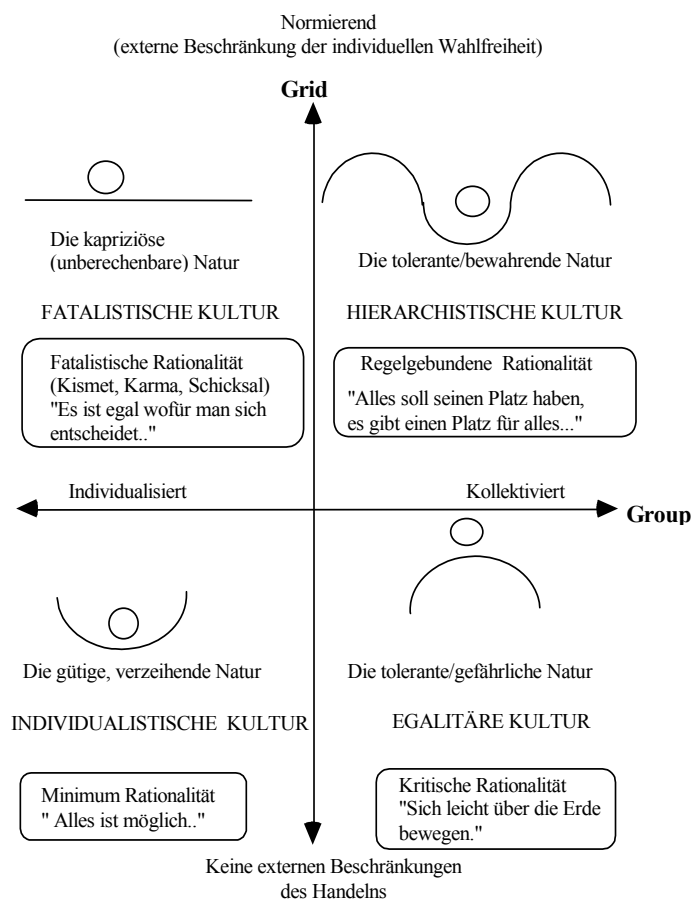 Normierend
(externe Beschränkung der individuellen Wahlfreiheit)
Grid
Die kapriziöse
(unberechenbare) Natur
FATALISTISCHE KULTUR
Fatalistische Rationalität
(Kismet, Karma, Schicksal)
"Es ist egal wofür man sich
entscheidet.."
Die tolerante/bewahrende Natur
HIERARCHISTISCHE KULTUR
Regelgebundene Rationalität
"Alles soll seinen Platz haben,
es gibt einen Platz für alles..."
Individualisiert
Kollektiviert
Group
Die gütige, verzeihende Natur
INDIVIDUALISTISCHE KULTUR
Minimum Rationalität
" Alles ist möglich.."
Die tolerante/gefährliche Natur
EGALITÄRE KULTUR
Kritische Rationalität
"Sich leicht über die Erde
bewegen."
Keine externen Beschränkungen
des Handelns